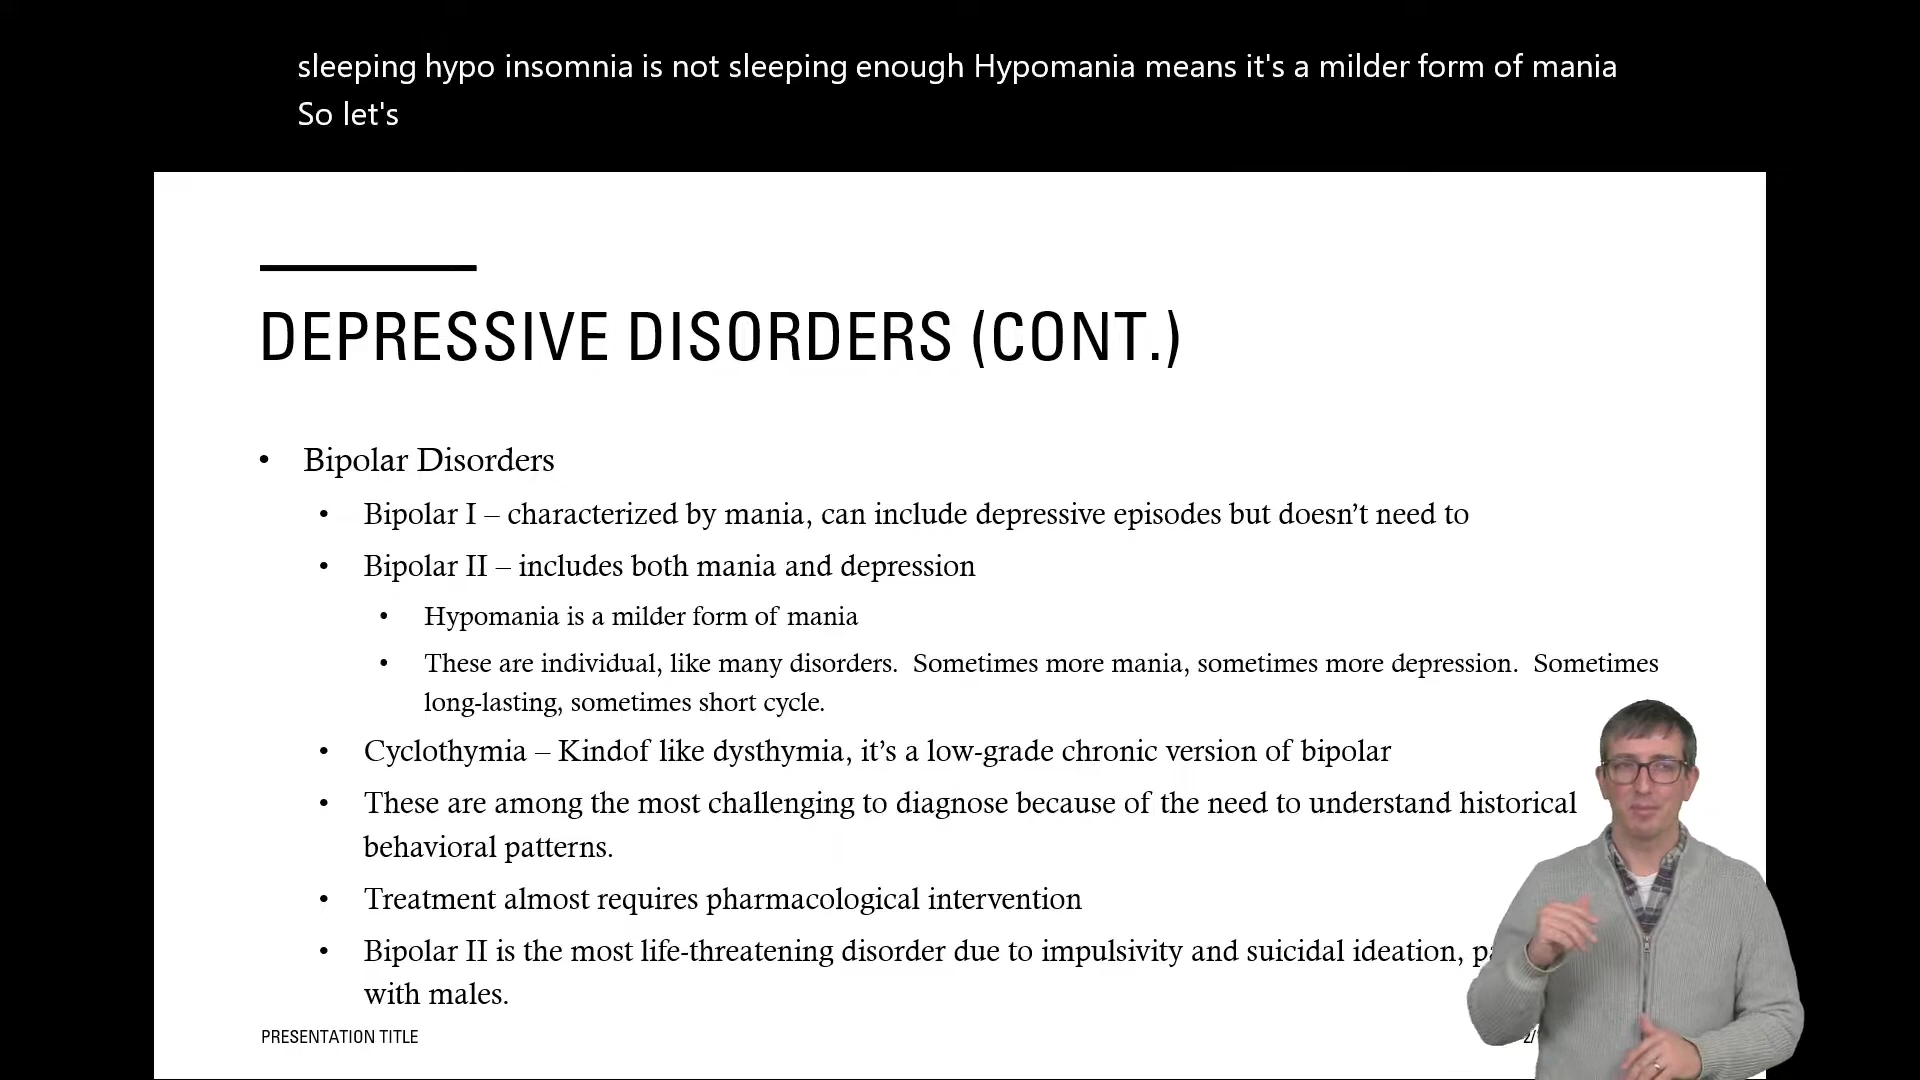 sleeping hypo insomnia is not sleeping enough Hypomania means it's a milder form of mania
So let's
DEPRESSIVE DISORDERS (CONT.)
• Bipolar Disorders
• Bipolar I – characterized by mania, can include depressive episodes but doesn’t need to
• Bipolar II – includes both mania and depression
• Hypomania is a milder form of mania
• These are individual, like many disorders.  Sometimes more mania, sometimes more depression.  Sometimes
long-lasting, sometimes short cycle.
• Cyclothymia – Kindof like dysthymia, it’s a low-grade chronic version of bipolar
• These are among the most challenging to diagnose because of the need to understand historical
behavioral patterns.
• Treatment almost requires pharmacological intervention
• Bipolar II is the most life-threatening disorder due to impulsivity and suicidal ideation,
with males.
PRESENTATION TITLE